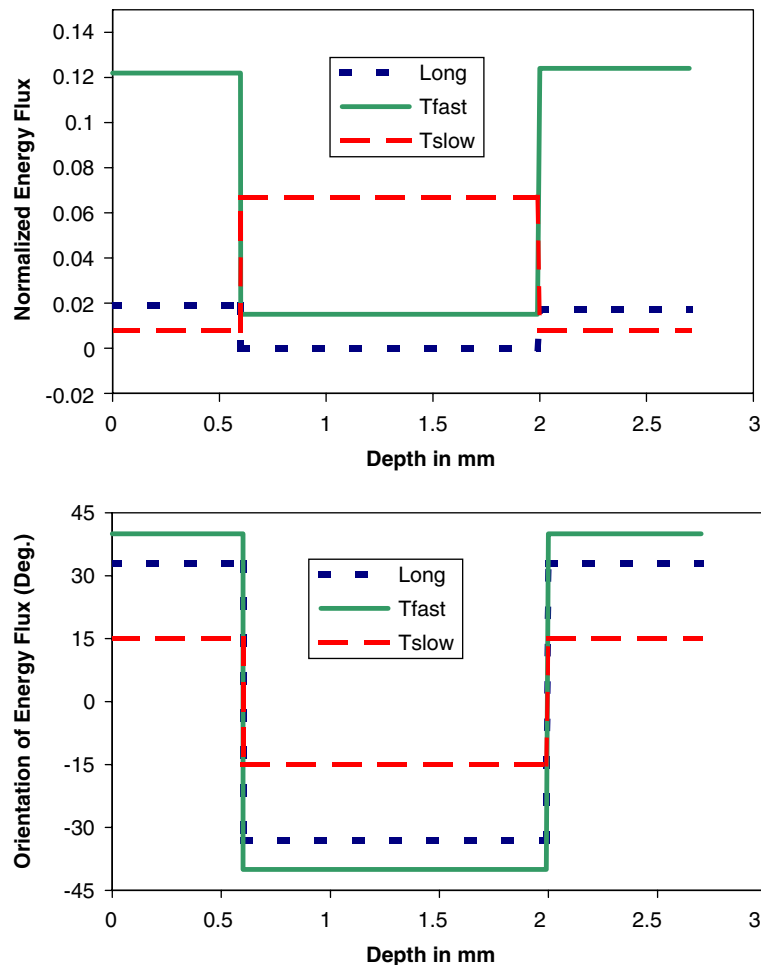 Normalized Energy Flux
0.14
0.12
0.1
0.08
0.06
0.04
0.02
0
-0.02
Long
Tfast
Tslow
0 0.5 1 1.5 2 2.5 3
Depth in mm
Orientation of Energy Flux (Deg.)
45
30
15
0
-15
-30
-45
Long
Tfast
Tslow
0 0.5 1 1.5 2 2.5 3
Depth in mm